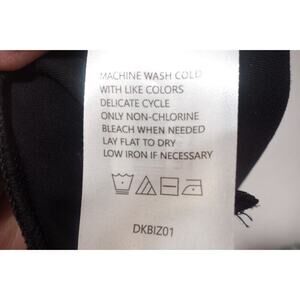 MACHINE WASH COLD
WITH LIKE COLORS
DELICATE CYCLE
ONLY NON-CHLORINE
BLEACH WHEN NEEDED
LAY FLAT TO DRY
LOW IRON IF NECESSARY
DKBIZ01